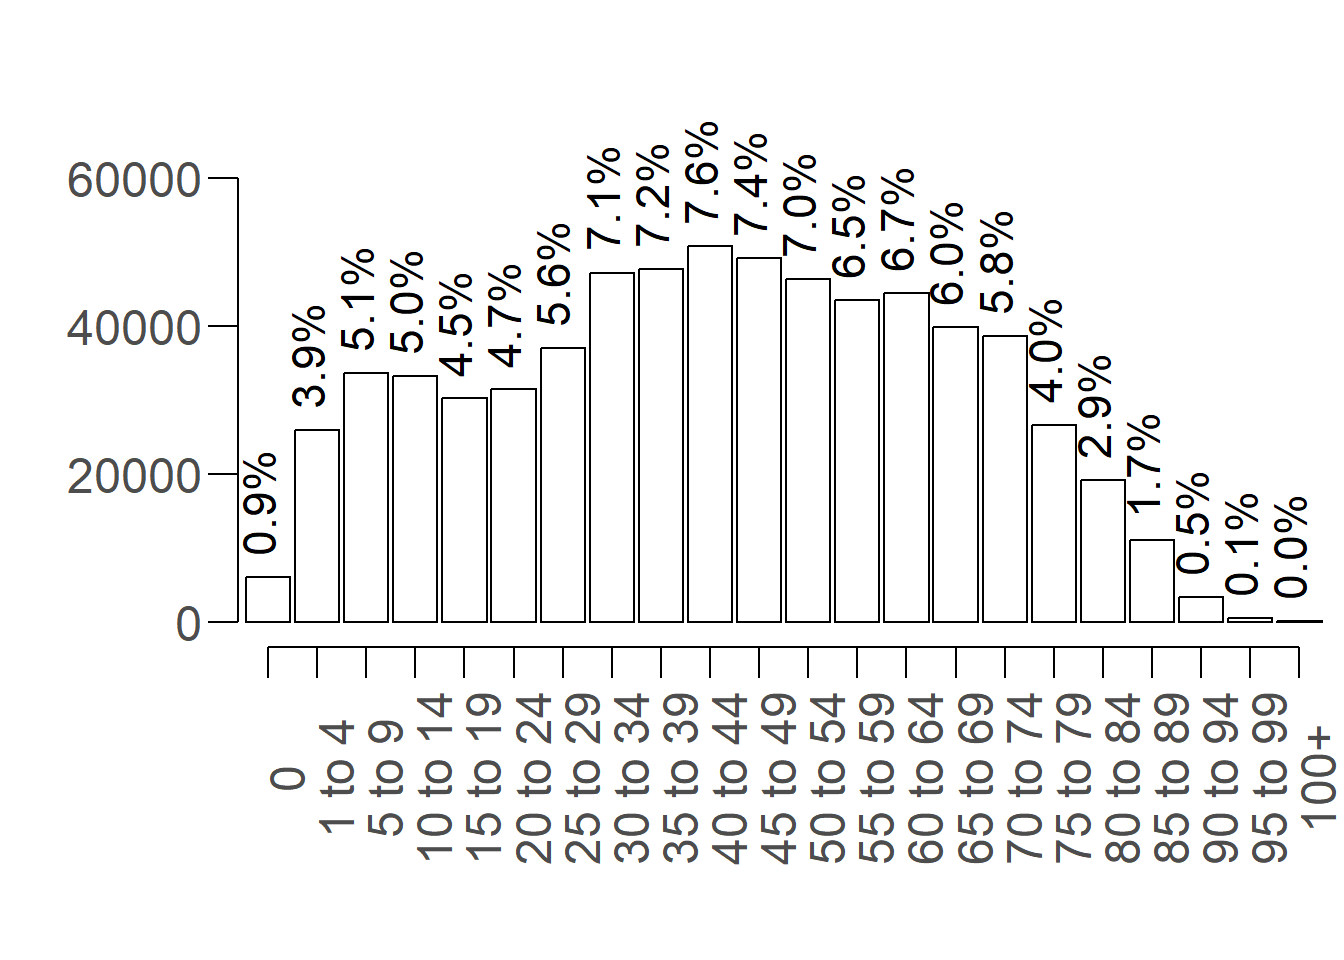 60000
40000
20000
0
0.9%
3.9%
5.1%
5.0%
4.5%
4.7%
5.6%
7.1%
7.2%
7.6%
7.4%
7.0%
6.5%
6.7%
6.0%
5.8%
4.0%
2.9%
1.7%
0.5%
0.1%
0.0%
0
1 to 4
5 to 9
10 to 14
15 to 19
20 to 24
25 to 29
30 to 34
35 to 39
40 to 44
45 to 49
50 to 54
55 to 59
60 to 64
65 to 69
70 to 74
75 to 79
80 to 84
85 to 89
90 to 94
95 to 99
100+